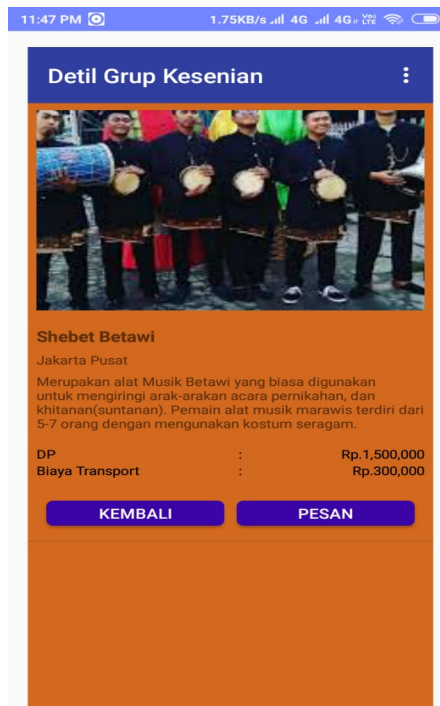 11:47 PM 1.75KB/s 4G 4G Vo) LTE
Detil Grup Kesenian
Shebet Betawi
Jakarta Pusat
Merupakan alat Musik Betawi yang biasa digunakan
untuk mengiringi arak-arakan acara pernikahan, dan
khitanan(suntanan). Pemain alat musik marawis terdiri dari
5-7 orang dengan mengunakan kostum seragam.
DP : Rp.1,500,000
Biaya Transport : Rp.300,000
KEMBALI PESAN